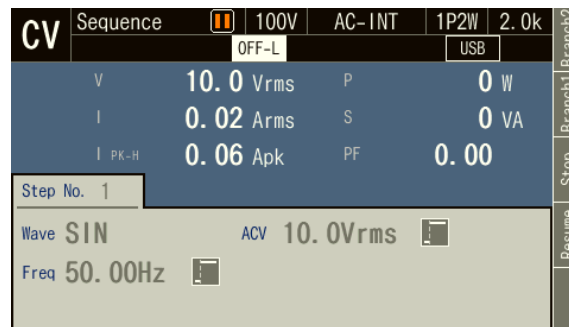 CV Sequence 100V AC-INT 1P2W 2.0k
OFF-L USB
V 10.0 Vrms P 0 W
I 0.02 Arms S 0 VA
I PK-H 0.06 Apk PF 0.00
Step No. 1
Wave SIN ACV 10.0Vrms
Freq 50.00Hz
Branch2
Branch1
Stop
Resume